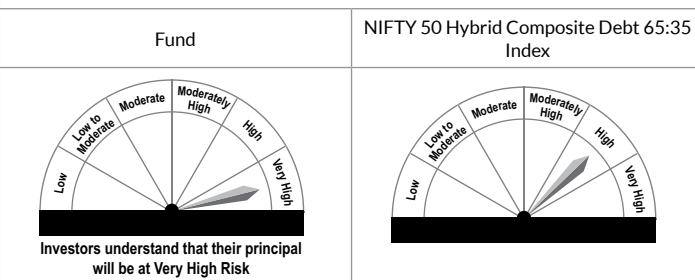 Fund
NIFTY 50 Hybrid Composite Debt 65:35
Index
Low
Low to
Moderate
Moderate
Moderately
High
High
Very High
Investors understand that their principal
will be at Very High Risk
Low
Low to
Moderate
Moderate
Moderately
High
High
Very High